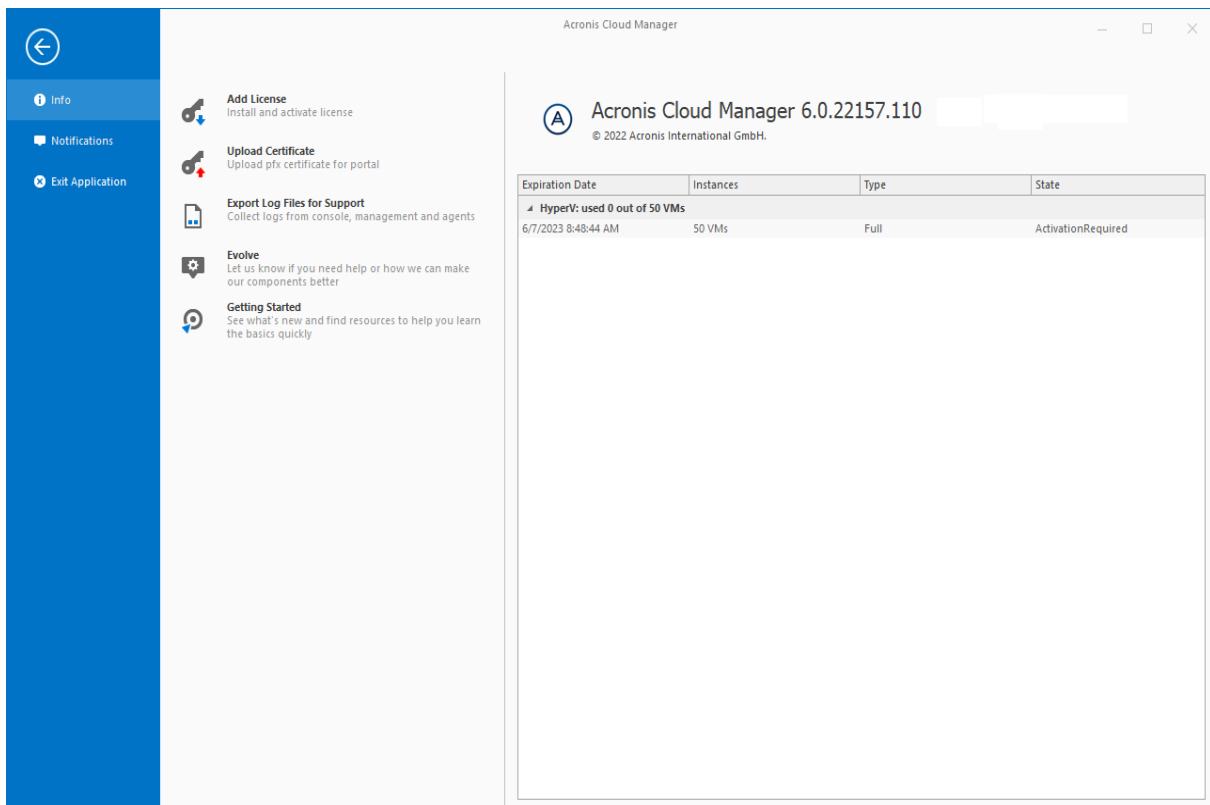 Acronis Cloud Manager
Info
Notifications
Exit Application
Add License
Install and activate license
Upload Certificate
Upload pfx certificate for portal
Export Log Files for Support
Collect logs from console, management and agents
Evolve
Let us know if you need help or how we can make
our components better
Getting Started
See what's new and find resources to help you learn
the basics quickly
Acronis Cloud Manager 6.0.22157.110
© 2022 Acronis International GmbH.
Expiration Date Instances Type State
HyperV: used 0 out of 50 VMs
6/7/2023 8:48:44 AM 50 VMs Full ActivationRequired